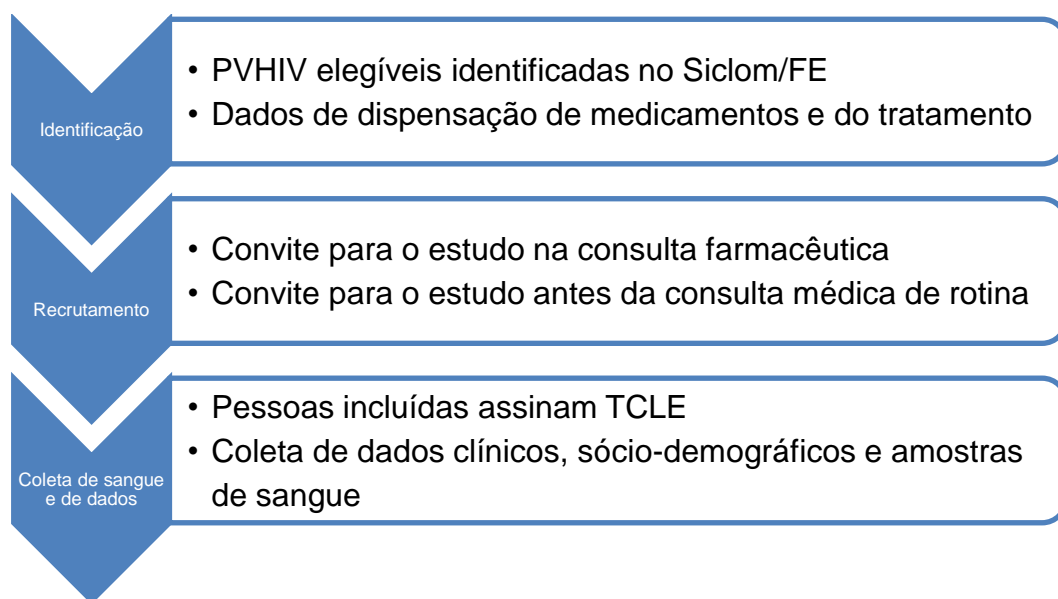 Identificação
• PVHIV elegíveis identificadas no Siclom/FE
• Dados de dispensação de medicamentos e do tratamento
Recrutamento
• Convite para o estudo na consulta farmacêutica
• Convite para o estudo antes da consulta médica de rotina
Coleta de sangue
e de dados
• Pessoas incluídas assinam TCLE
• Coleta de dados clínicos, sócio-demográficos e amostras
de sangue